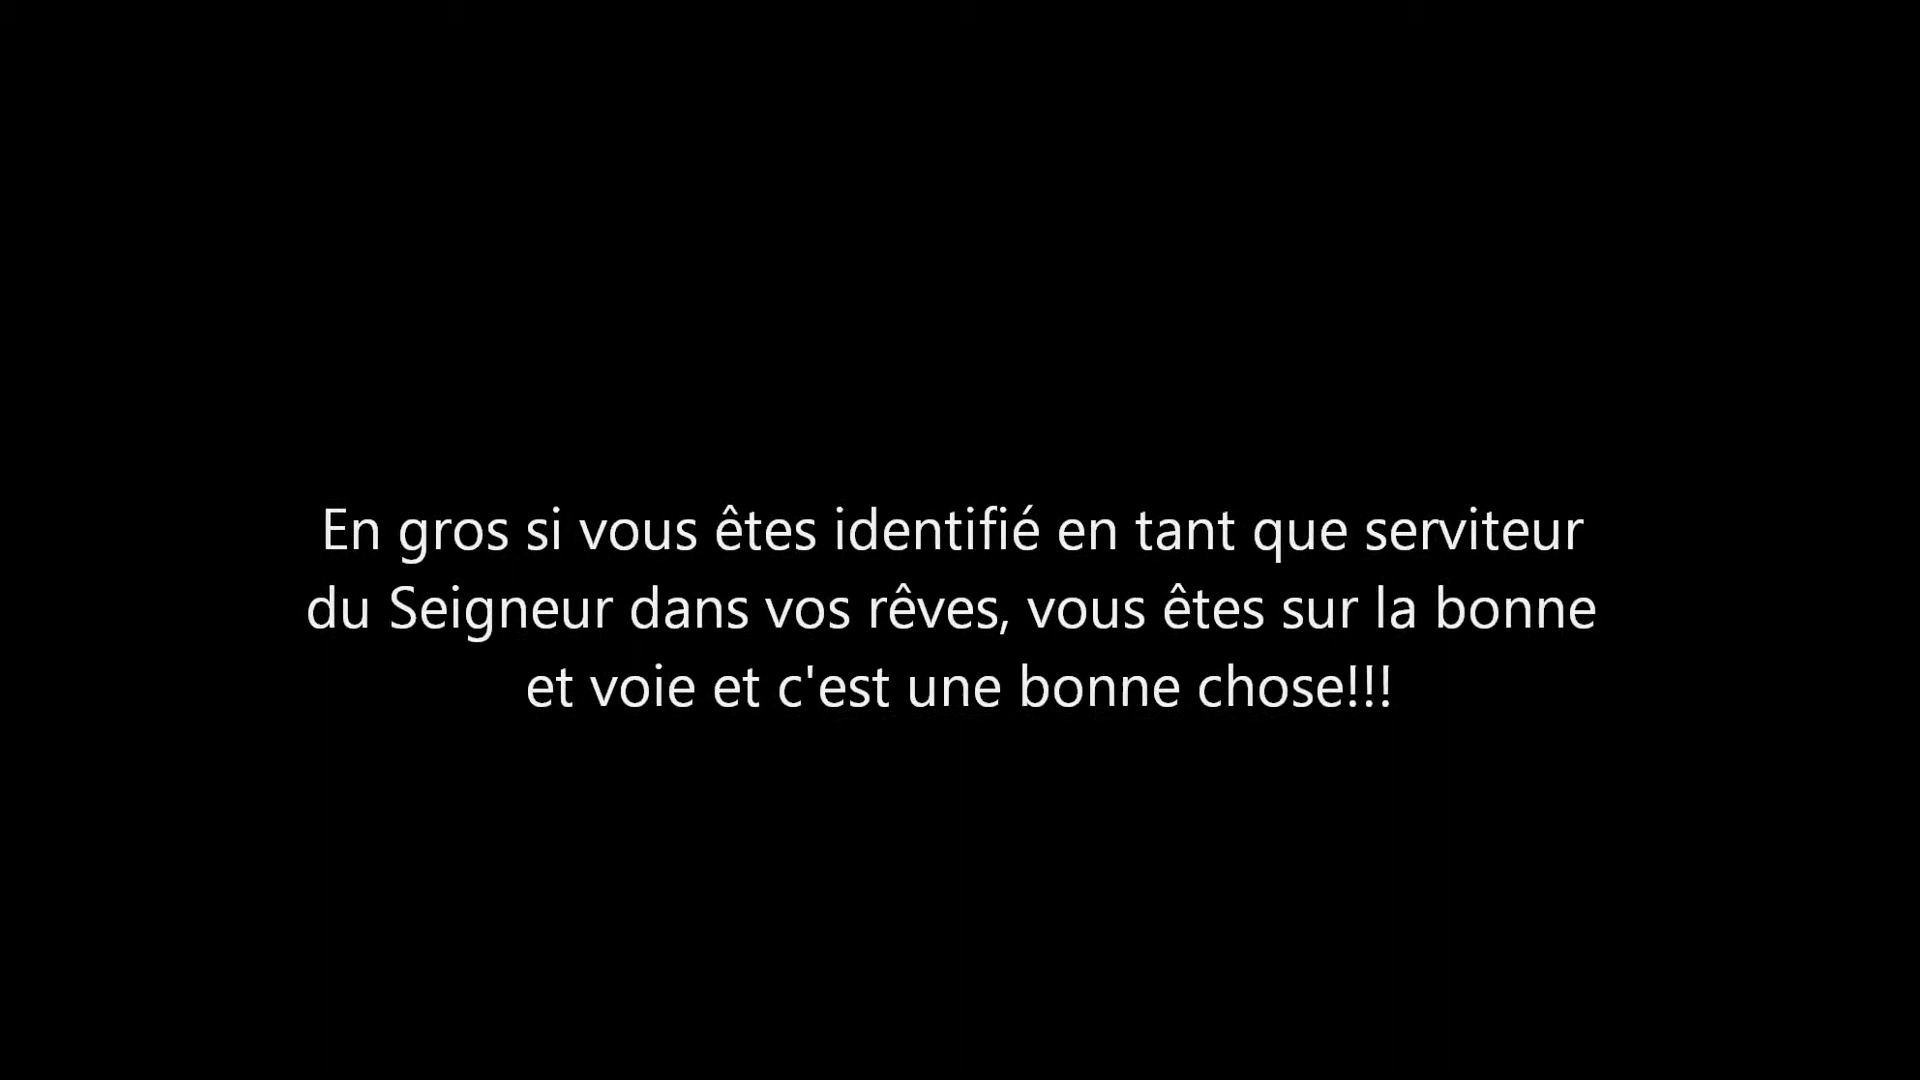 En gros si vous êtes identifié en tant que serviteur
du Seigneur dans vos rêves, vous êtes sur la bonne
et voie et c'est une bonne chose!!!